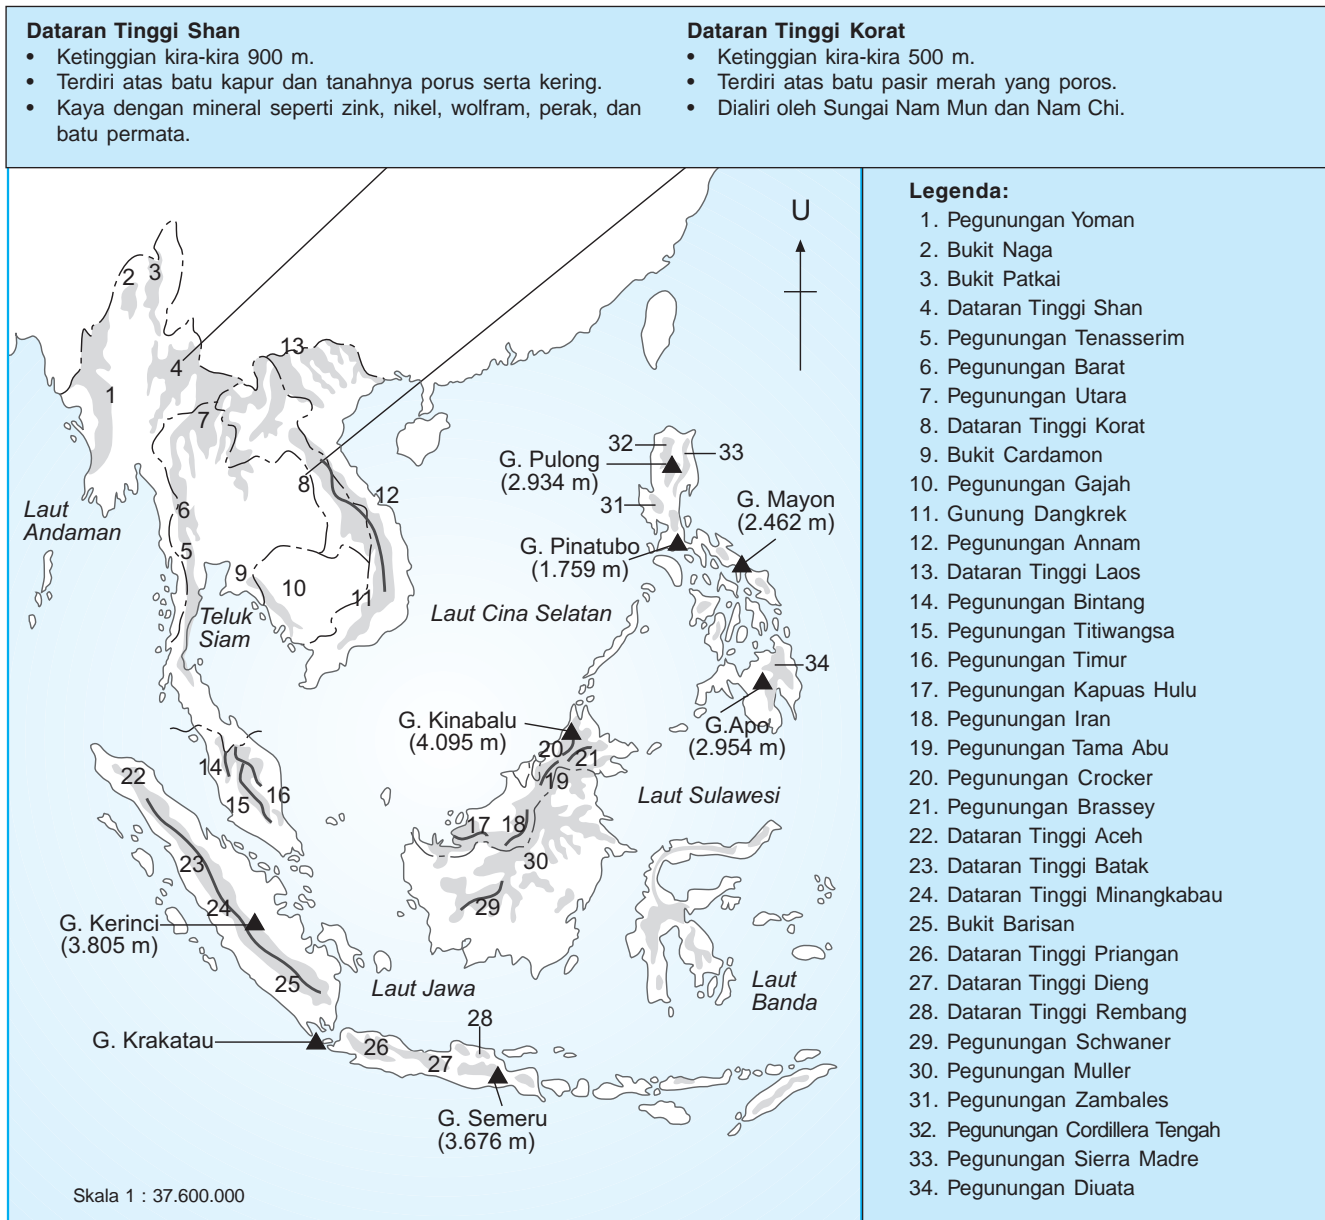 Dataran Tinggi Shan
• Ketinggian kira-kira 900 m.
• Terdiri atas batu kapur dan tanahnya porus serta kering.
• Kaya dengan mineral seperti zink, nikel, wolfram, perak, dan
batu permata.
Dataran Tinggi Korat
• Ketinggian kira-kira 500 m.
• Terdiri atas batu pasir merah yang poros.
• Dialiri oleh Sungai Nam Mun dan Nam Chi.
U
2
3
13
4
1
7
32
33
G. Pulong
(2.934 m)
8
12
31
G. Mayon
(2.462 m)
Laut
Andaman
6
5
G. Pinatubo
(1.759 m)
9
10
11
Teluk
Siam
Laut Cina Selatan
34
G. Kinabalu
(4.095 m)
G.Apo
(2.954 m)
20
21
19
14
22
15
16
Laut Sulawesi
17
18
30
23
24
29
G. Kerinci
(3.805 m)
25
Laut Jawa
Laut
Banda
28
G. Krakatau
26
27
G. Semeru
(3.676 m)
Skala 1 : 37.600.000
Legenda:
1. Pegunungan Yoman
2. Bukit Naga
3. Bukit Patkai
4. Dataran Tinggi Shan
5. Pegunungan Tenasserim
6. Pegunungan Barat
7. Pegunungan Utara
8. Dataran Tinggi Korat
9. Bukit Cardamon
10. Pegunungan Gajah
11. Gunung Dangkrek
12. Pegunungan Annam
13. Dataran Tinggi Laos
14. Pegunungan Bintang
15. Pegunungan Titiwangsa
16. Pegunungan Timur
17. Pegunungan Kapuas Hulu
18. Pegunungan Iran
19. Pegunungan Tama Abu
20. Pegunungan Crocker
21. Pegunungan Brassey
22. Dataran Tinggi Aceh
23. Dataran Tinggi Batak
24. Dataran Tinggi Minangkabau
25. Bukit Barisan
26. Dataran Tinggi Priangan
27. Dataran Tinggi Dieng
28. Dataran Tinggi Rembang
29. Pegunungan Schwaner
30. Pegunungan Muller
31. Pegunungan Zambales
32. Pegunungan Cordillera Tengah
33. Pegunungan Sierra Madre
34. Pegunungan Diuata